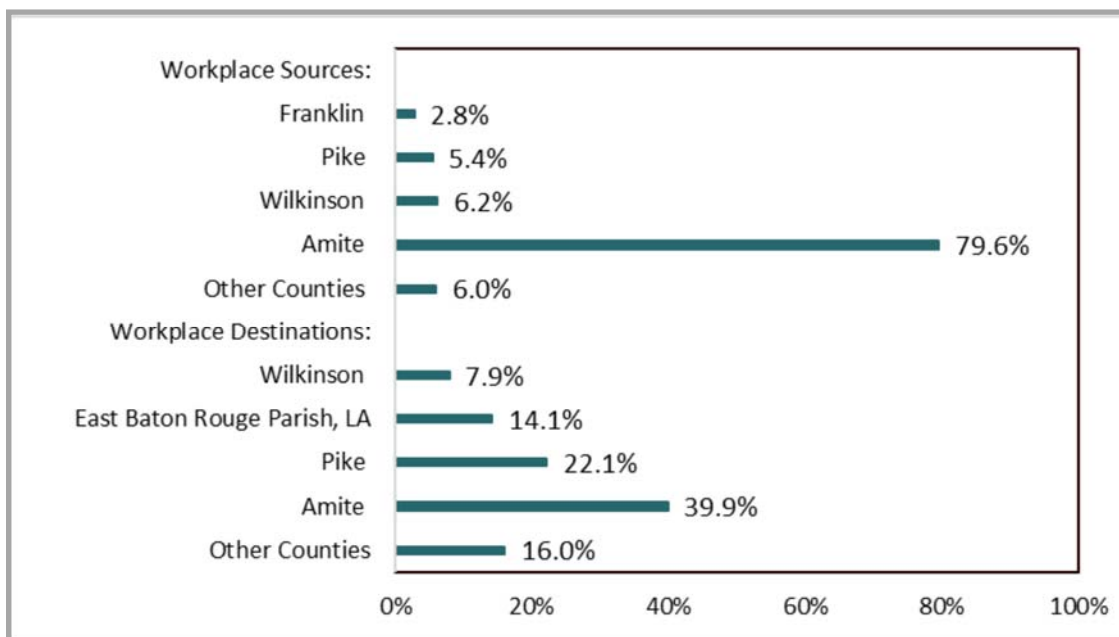 Workplace Sources:
Franklin 2.8%
Pike 5.4%
Wilkinson 6.2%
Amite 79.6%
Other Counties 6.0%
Workplace Destinations:
Wilkinson 7.9%
East Baton Rouge Parish, LA 14.1%
Pike 22.1%
Amite 39.9%
Other Counties 16.0%
0% 20% 40% 60% 80% 100%